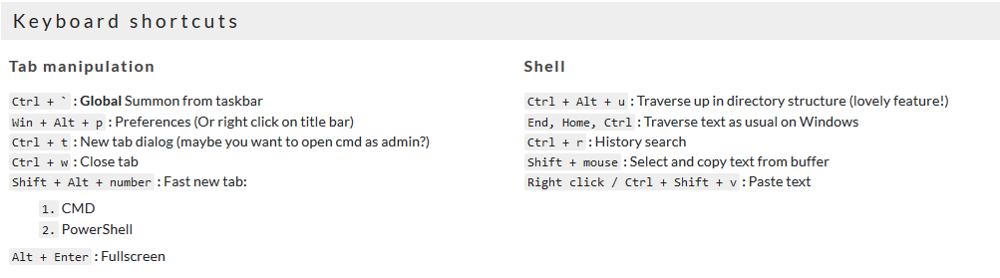 Keyboard shortcuts
Tab manipulation
Ctrl + ` : Global Summon from taskbar
Win + Alt + p : Preferences (Or right click on title bar)
Ctrl + t : New tab dialog (maybe you want to open cmd as admin?)
Ctrl + w : Close tab
Shift + Alt + number : Fast new tab:
1. CMD
2. PowerShell
Alt + Enter : Fullscreen
Shell
Ctrl + Alt + u : Traverse up in directory structure (lovely feature!)
End, Home, Ctrl : Traverse text as usual on Windows
Ctrl + r : History search
Shift + mouse : Select and copy text from buffer
Right click / Ctrl + Shift + v : Paste text